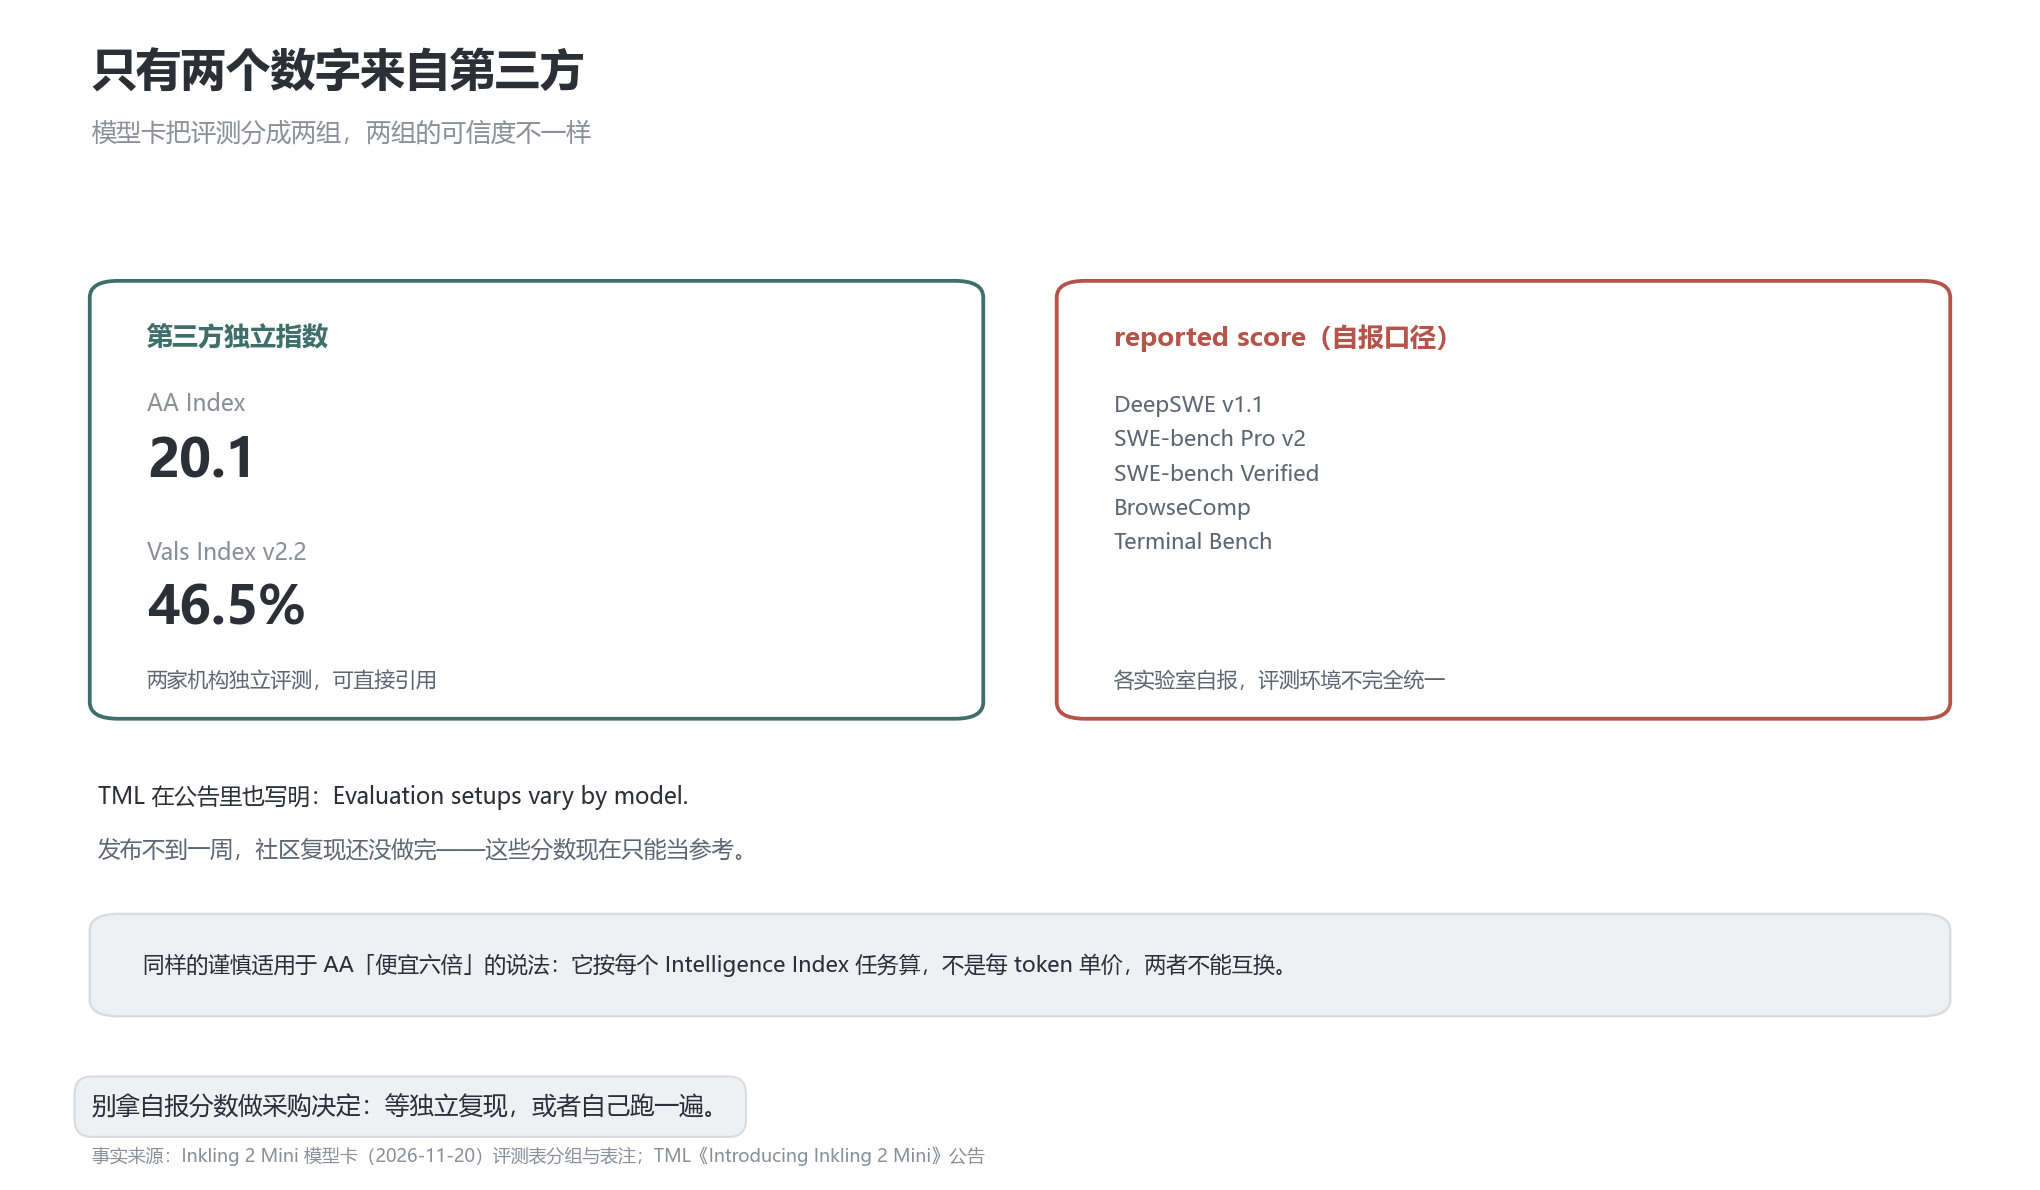 只有两个数字来自第三方
模型卡把评测分成两组，两组的可信度不一样
第三方独立指数
AA Index
20.1
Vals Index v2.2
46.5%
两家机构独立评测，可直接引用
reported score（自报口径）
DeepSWE v1.1
SWE-bench Pro v2
SWE-bench Verified
BrowseComp
Terminal Bench
各实验室自报，评测环境不完全统一
TML 在公告里也写明：Evaluation setups vary by model.
发布不到一周，社区复现还没做完——这些分数现在只能当参考。
同样的谨慎适用于 AA「便宜六倍」的说法：它按每个 Intelligence Index 任务算，不是每 token 单价，两者不能互换。
别拿自报分数做采购决定：等独立复现，或者自己跑一遍。
事实来源：Inkling 2 Mini 模型卡（2026-11-20）评测表分组与表注；TML《Introducing Inkling 2 Mini》公告